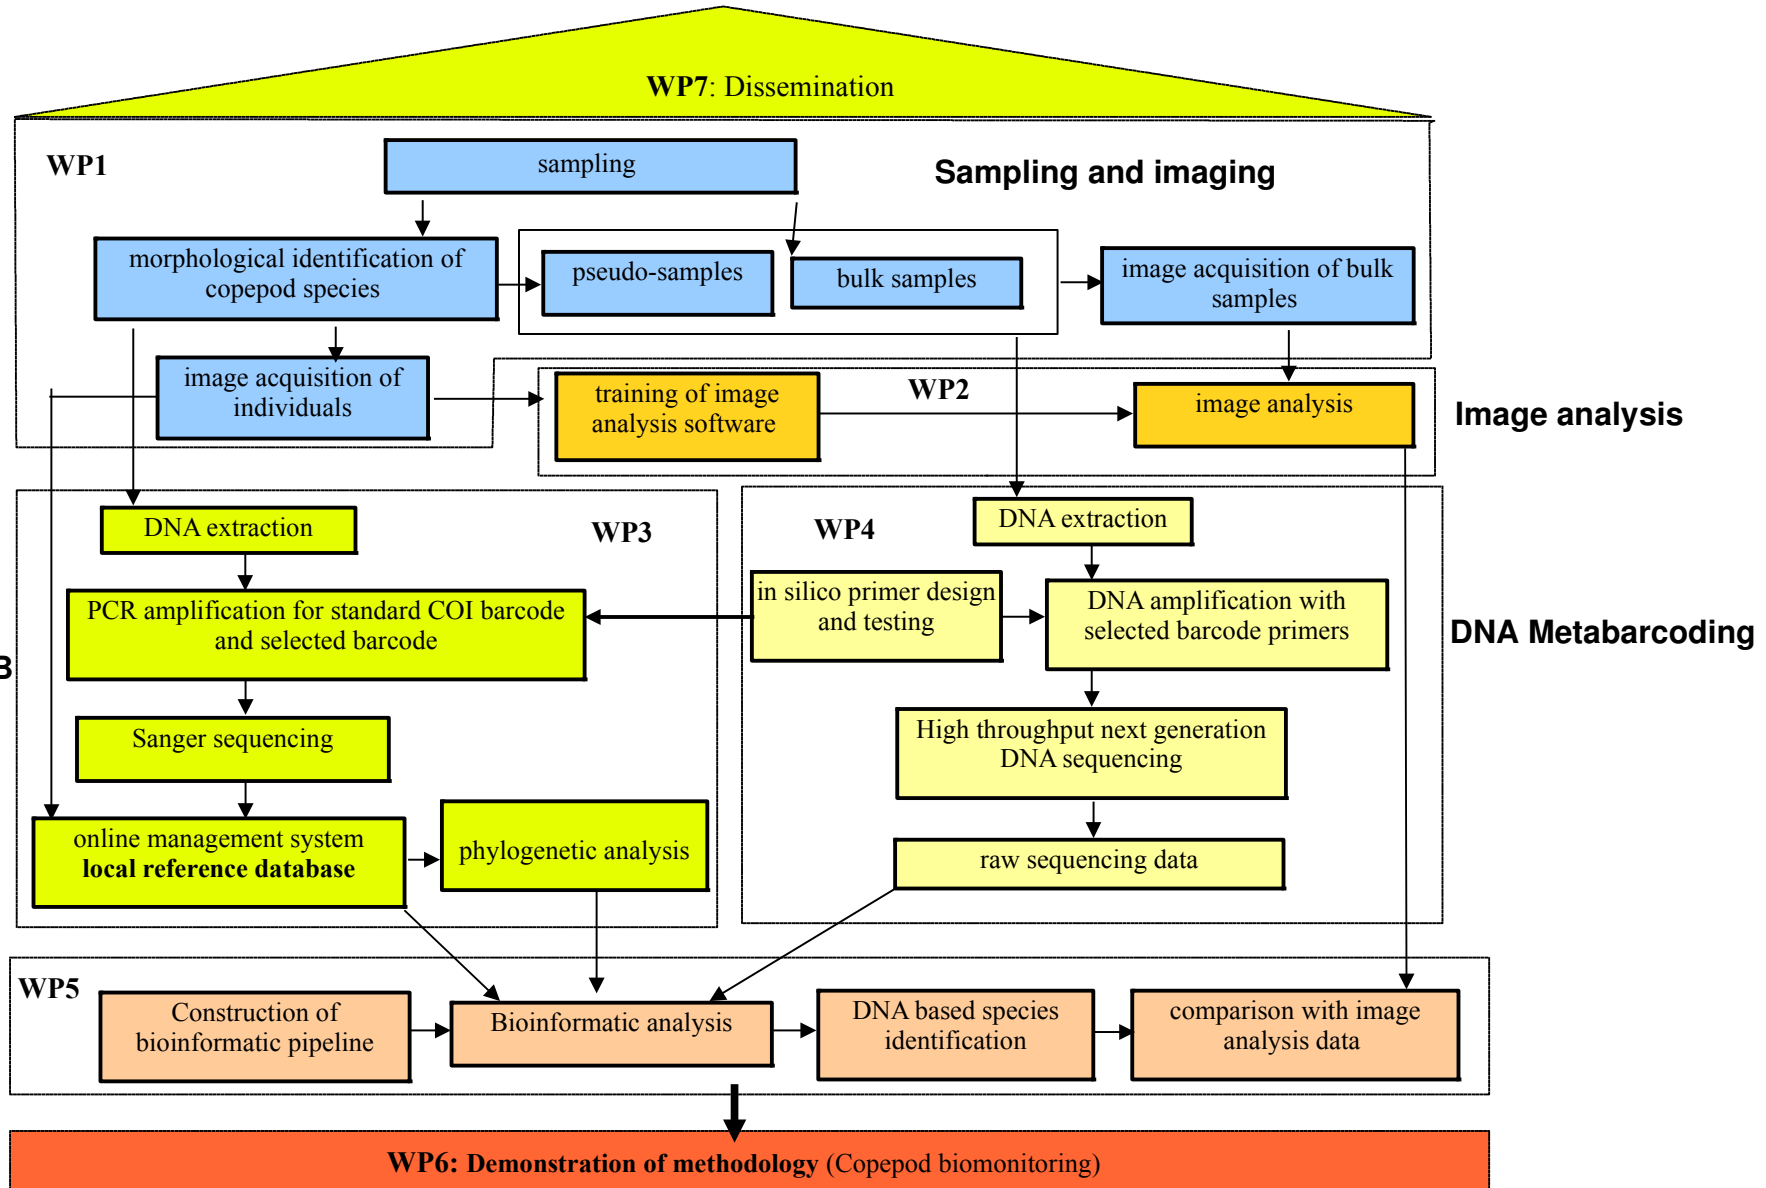 WP7: Dissemination
WP1
sampling
Sampling and imaging
morphological identification of
copepod species
pseudo-samples
bulk samples
image acquisition of bulk
samples
image acquisition of
individuals
training of image
analysis software
WP2
image analysis
Image analysis
DNA extraction
WP3
WP4
DNA extraction
PCR amplification for standard COI barcode
and selected barcode
in silico primer design
and testing
DNA amplification with
selected barcode primers
DNA Metabarcoding
B
Sanger sequencing
High throughput next generation
DNA sequencing
online management system
local reference database
phylogenetic analysis
raw sequencing data
WP5
Construction of
bioinformatic pipeline
Bioinformatic analysis
DNA based species
identification
comparison with image
analysis data
WP6: Demonstration of methodology (Copepod biomonitoring)